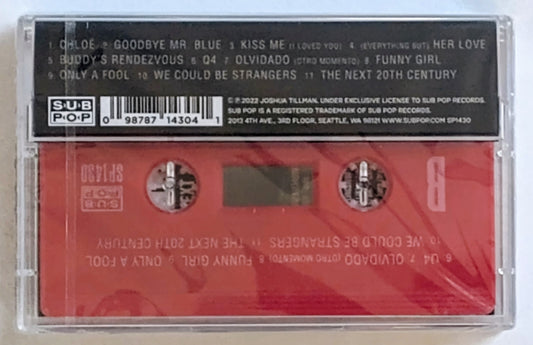 1 CHLOË 2 GOODBYE MR. BLUE 3 KISS ME (I LOVED YOU) 4 (EVERYTHING BUT) HER LOVE
5 BUDDY'S RENDEZVOUS 6 Q4 7 OLVIDADO (OTRO MOMENTO) 8 FUNNY GIRL
9 ONLY A FOOL 10 WE COULD BE STRANGERS 11 THE NEXT 20TH CENTURY
SUB
POP
0 98787 14304 1
© ℗ 2022 JOSHUA TILLMAN, UNDER EXCLUSIVE LICENSE TO SUB POP RECORDS.
SUB POP IS A REGISTERED TRADEMARK OF SUB POP RECORDS.
2013 4TH AVE., 3RD FLOOR, SEATTLE, WA 98121 WWW.SUBPOP.COM SP1430
B
SUB
POP
SP1430
6 Q4 7 OLVIDADO (OTRO MOMENTO) 8 FUNNY GIRL 9 ONLY A FOOL
10 WE COULD BE STRANGERS 11 THE NEXT 20TH CENTURY